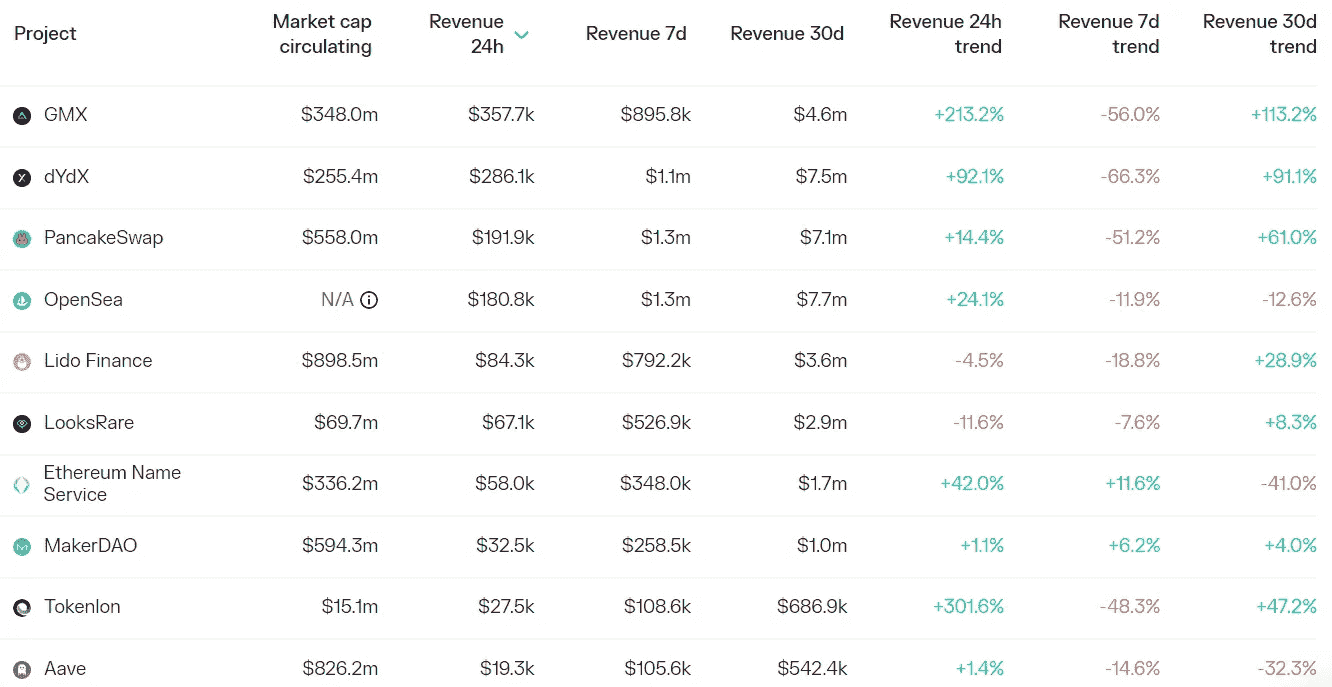 Project Market cap circulating Revenue 24h Revenue 7d Revenue 30d Revenue 24h trend Revenue 7d trend Revenue 30d trend
GMX $348.0m $357.7k $895.8k $4.6m +213.2% -56.0% +113.2%
dYdX $255.4m $286.1k $1.1m $7.5m +92.1% -66.3% +91.1%
PancakeSwap $558.0m $191.9k $1.3m $7.1m +14.4% -51.2% +61.0%
OpenSea N/A $180.8k $1.3m $7.7m +24.1% -11.9% -12.6%
Lido Finance $898.5m $84.3k $792.2k $3.6m -4.5% -18.8% +28.9%
LooksRare $69.7m $67.1k $526.9k $2.9m -11.6% -7.6% +8.3%
Ethereum Name Service $336.2m $58.0k $348.0k $1.7m +42.0% +11.6% -41.0%
MakerDAO $594.3m $32.5k $258.5k $1.0m +1.1% +6.2% +4.0%
Tokenlon $15.1m $27.5k $108.6k $686.9k +301.6% -48.3% +47.2%
Aave $826.2m $19.3k $105.6k $542.4k +1.4% -14.6% -32.3%